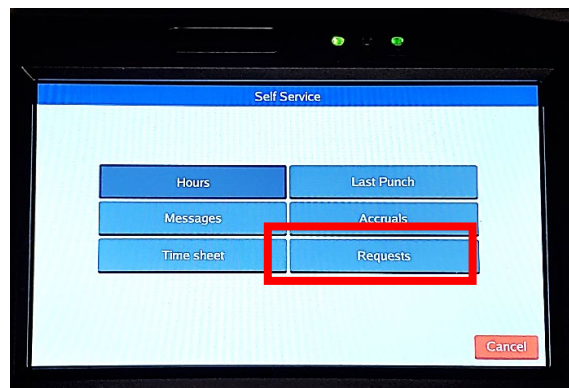 Self Service
Hours
Last Punch
Messages
Accruals
Time sheet
Requests
Cancel